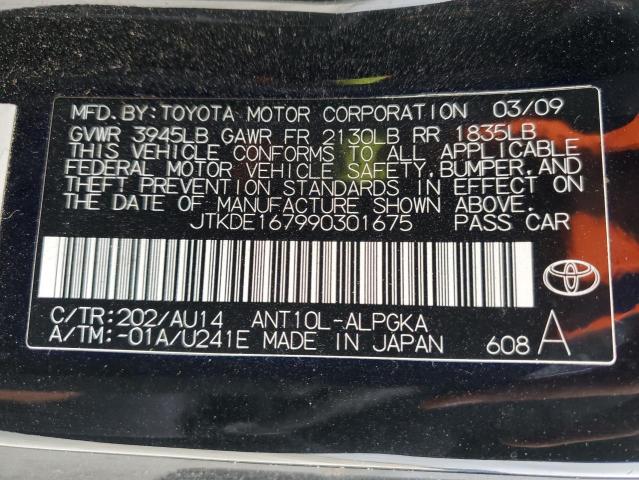 MFD. BY: TOYOTA MOTOR CORPORATION 03/09
GVWR 3945LB GAWR FR 2130LB RR 1835LB
THIS VEHICLE CONFORMS TO ALL APPLICABLE
FEDERAL MOTOR VEHICLE SAFETY, BUMPER, AND
THEFT PREVENTION STANDARDS IN EFFECT ON
THE DATE OF MANUFACTURE SHOWN ABOVE.
JTKDE167990301675 PASS CAR
C/TR: 202/AU14 ANT10L-ALPGKA
A/TM: -01A/U241E MADE IN JAPAN 608 A